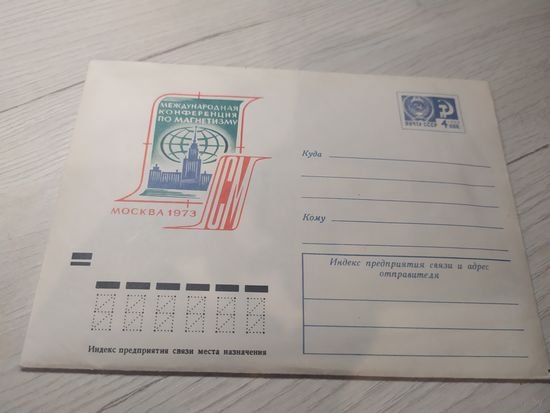 МЕЖДУНАРОДНАЯ
КОНФЕРЕНЦИЯ
ПО МАГНЕТИЗМУ
МОСКВА 1973
ПОЧТА СССР
4 КОП
Куда
Кому
Индекс предприятия связи и адрес
отправителя
Индекс предприятия связи места назначения